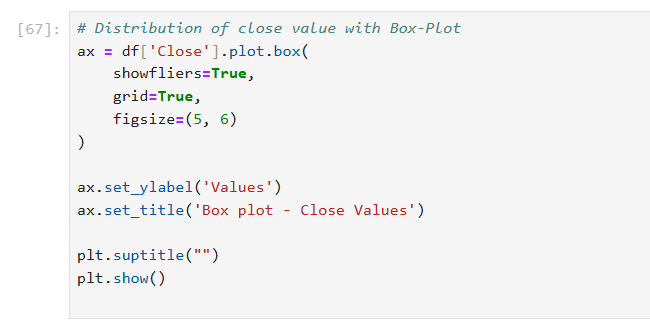 [67]: # Distribution of close value with Box-Plot
ax = df['Close'].plot.box(
    showfliers=True,
    grid=True,
    figsize=(5, 6)
)
ax.set_ylabel('Values')
ax.set_title('Box plot - Close Values')
plt.suptitle("")
plt.show()